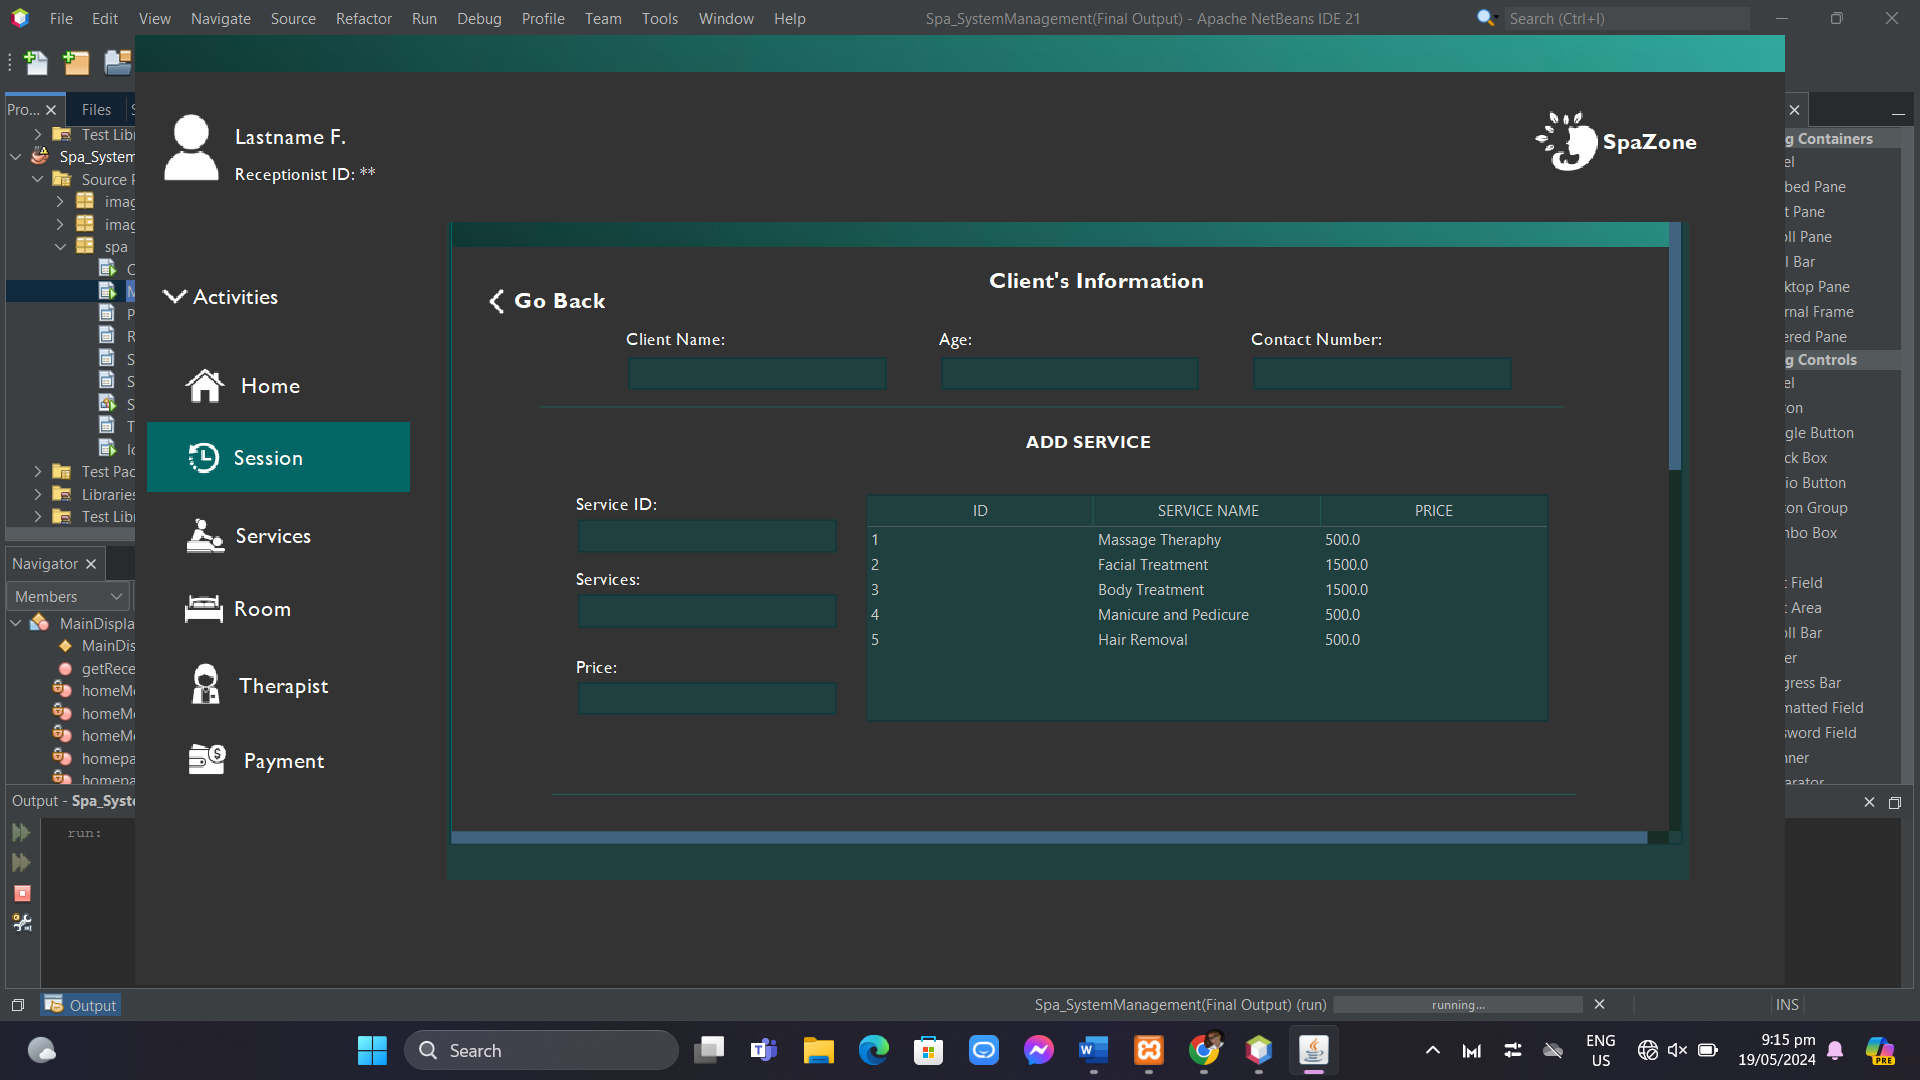 File Edit View Navigate Source Refactor Run Debug Profile Team Tools Window Help
Spa_SystemManagement(Final Output) - Apache NetBeans IDE 21
Search (Ctrl+I)
Pro...
Files
Test Libr
Spa_System
Source P
imag
imag
spa
C
M
P
R
S
S
S
T
lo
Test Pac
Libraries
Test Libr
Navigator
Members
MainDispla
MainDis
getRece
homeMo
homeMo
homeMo
homepa
homepa
Output - Spa_Syste
run:
Output
Lastname F.
Receptionist ID: **
SpaZone
Activities
Home
Session
Services
Room
Therapist
Payment
Client's Information
Go Back
Client Name:
Age:
Contact Number:
ADD SERVICE
Service ID:
Services:
Price:
ID SERVICE NAME PRICE
1 Massage Theraphy 500.0
2 Facial Treatment 1500.0
3 Body Treatment 1500.0
4 Manicure and Pedicure 500.0
5 Hair Removal 500.0
g Containers
el
bed Pane
t Pane
oll Pane
l Bar
ktop Pane
rnal Frame
ered Pane
g Controls
el
on
gle Button
ck Box
io Button
on Group
nbo Box
t Field
t Area
oll Bar
er
gress Bar
matted Field
sword Field
nner
arator
Spa_SystemManagement(Final Output) (run)
running...
INS
Search
ENG
US
9:15 pm
19/05/2024
PRE